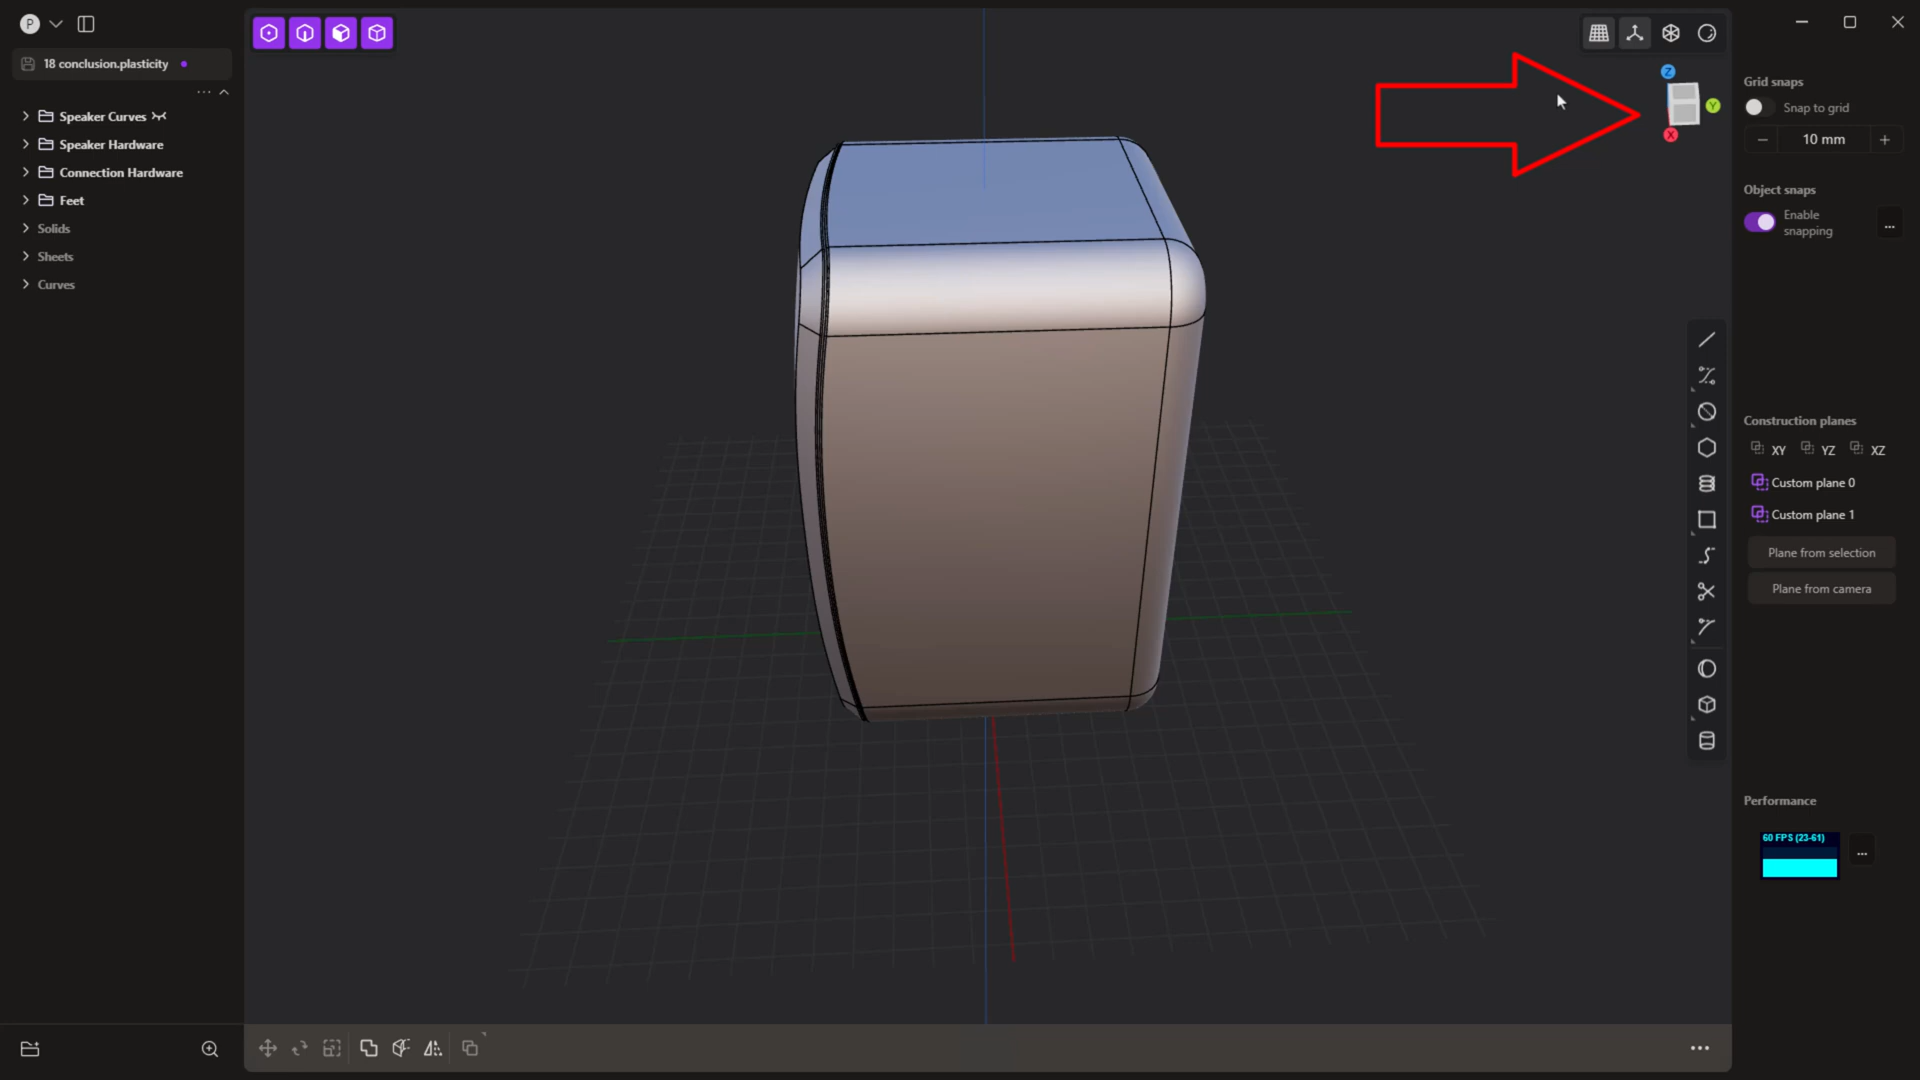 P
18 conclusion.plasticity
Speaker Curves
Speaker Hardware
Connection Hardware
Feet
Solids
Sheets
Curves
Z
Y
X
Grid snaps
Snap to grid
10 mm
Object snaps
Enable
snapping
...
Construction planes
XY YZ XZ
Custom plane 0
Custom plane 1
Plane from selection
Plane from camera
Performance
60 FPS (23-61)
...